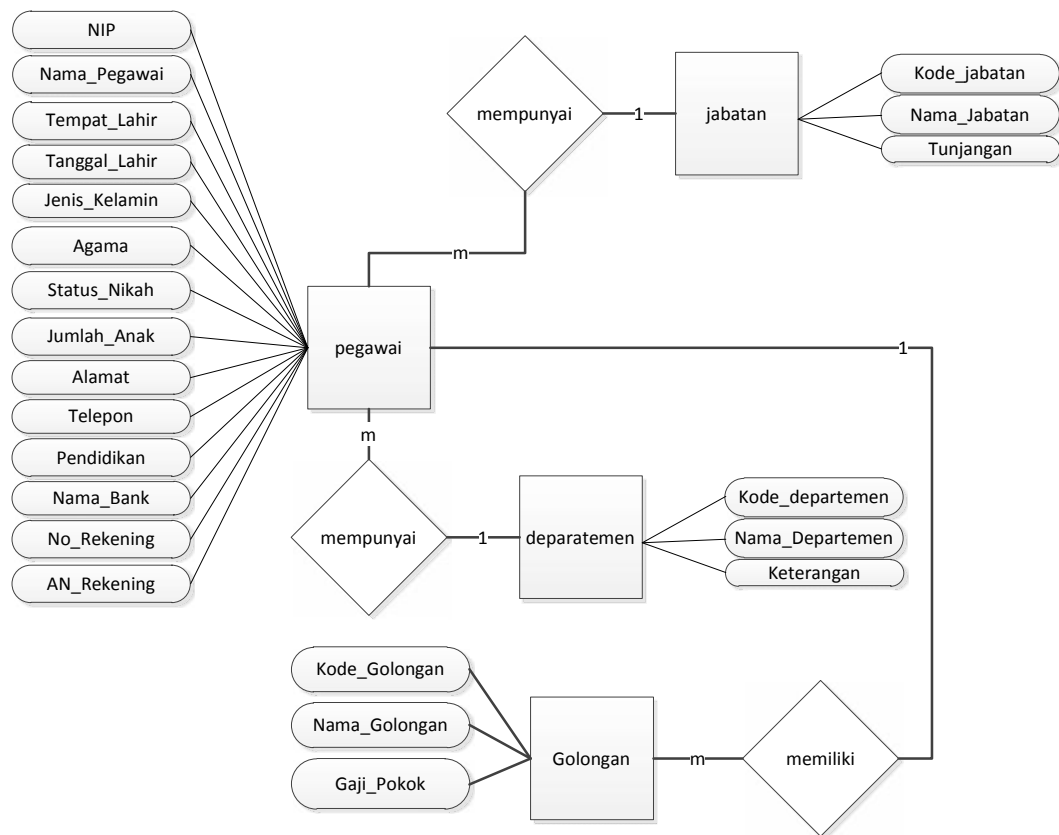 NIP
Nama_Pegawai
Tempat_Lahir
Tanggal_Lahir
Jenis_Kelamin
Agama
Status_Nikah
Jumlah_Anak
Alamat
Telepon
Pendidikan
Nama_Bank
No_Rekening
AN_Rekening
mempunyai
1
jabatan
Kode_jabatan
Nama_Jabatan
Tunjangan
m
pegawai
1
m
mempunyai
1
deparatemen
Kode_departemen
Nama_Departemen
Keterangan
Kode_Golongan
Nama_Golongan
Gaji_Pokok
Golongan
m
memiliki